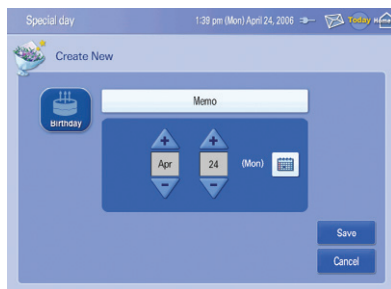 Special day
1:39 pm (Mon) April 24, 2006
Today
Home
Create New
Birthday
Memo
+ +
Apr 24 (Mon)
- -
Save
Cancel